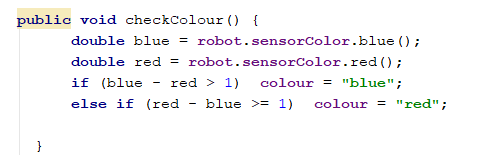 public void checkColour() {
double blue = robot.sensorColor.blue();
double red = robot.sensorColor.red();
if (blue - red > 1)  colour = "blue";
else if (red - blue >= 1)  colour = "red";
}